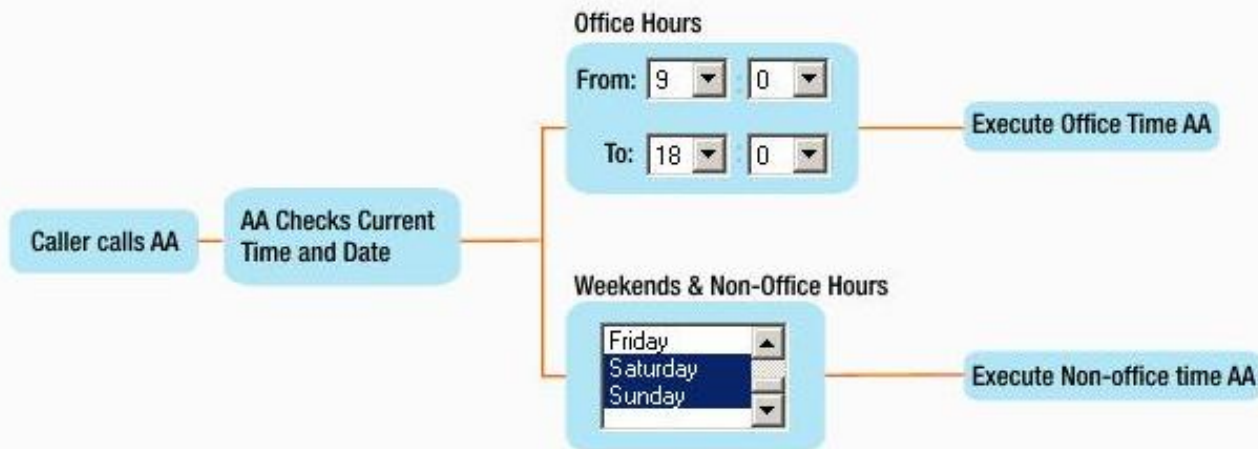 Office Hours
From: 9 : 0
To: 18 : 0
Execute Office Time AA
Caller calls AA
AA Checks Current
Time and Date
Weekends & Non-Office Hours
Friday
Saturday
Sunday
Execute Non-office time AA